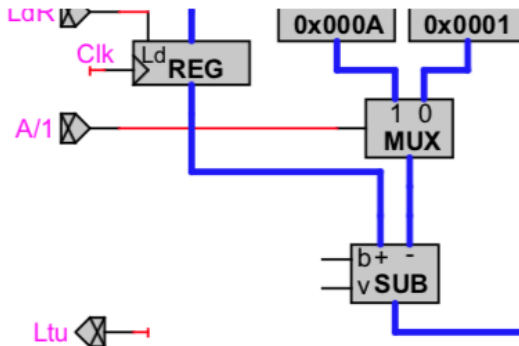 LdR
0x000A
0x0001
Clk
Ld
REG
1 0
A/1
MUX
b + -
v SUB
Ltu